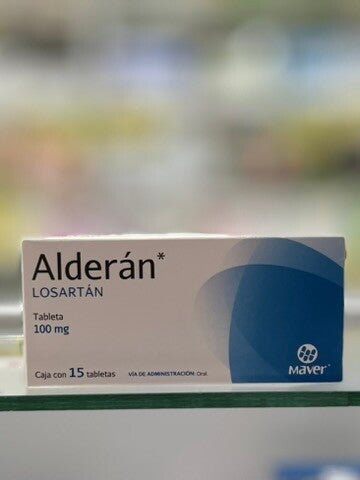 Alderán*
LOSARTÁN
Tableta
100 mg
Caja con 15 tabletas
VÍA DE ADMINISTRACIÓN: Oral
Maver